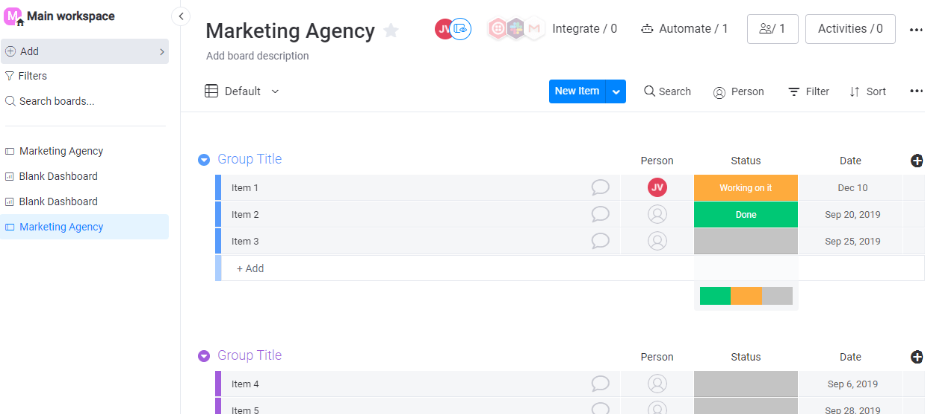 M Main workspace
Add
Filters
Search boards...
Marketing Agency
Blank Dashboard
Blank Dashboard
Marketing Agency
Marketing Agency
JV
Integrate / 0
Automate / 1
/ 1
Activities / 0
Add board description
Default
New Item
Search
Person
Filter
Sort
Group Title
Person
Status
Date
Item 1
JV
Working on it
Dec 10
Item 2
Done
Sep 20, 2019
Item 3
Sep 25, 2019
+ Add
Group Title
Person
Status
Date
Item 4
Sep 6, 2019
Item 5
Sep 28, 2019